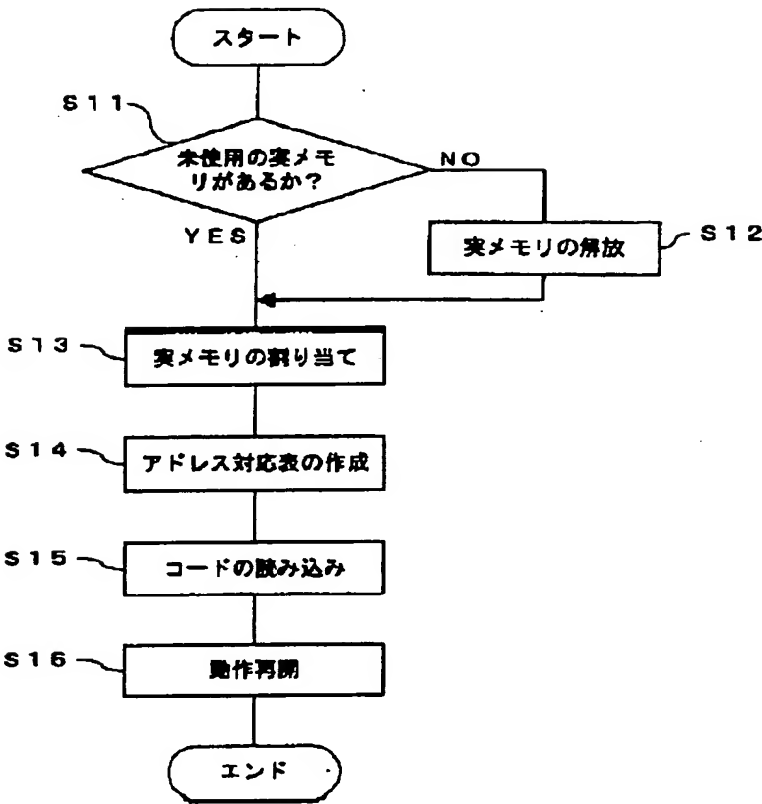 スタート
S11
未使用の実メモ
リがあるか?
NO
YES
実メモリの解放
S12
S13
実メモリの割り当て
S14
アドレス対応表の作成
S15
コードの読み込み
S16
動作再開
エンド